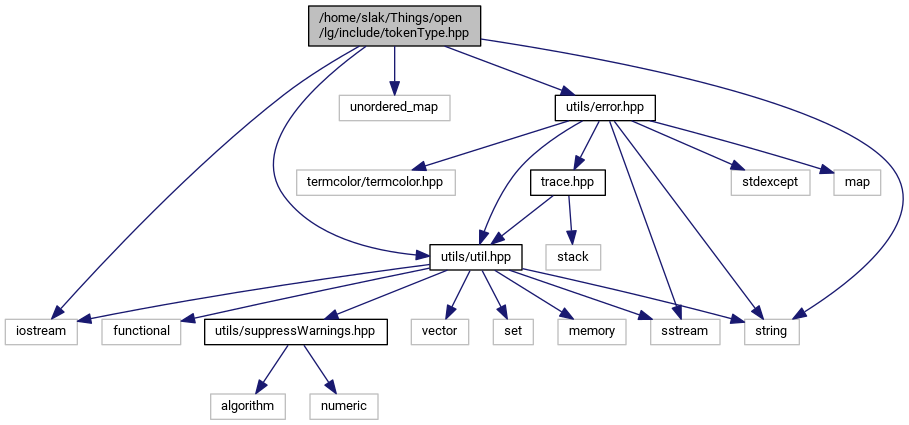 /home/slak/Things/open
/lg/include/tokenType.hpp
unordered_map
utils/error.hpp
termcolor/termcolor.hpp
trace.hpp
stdexcept
map
utils/util.hpp
stack
iostream
functional
utils/suppressWarnings.hpp
vector
set
memory
sstream
string
algorithm
numeric